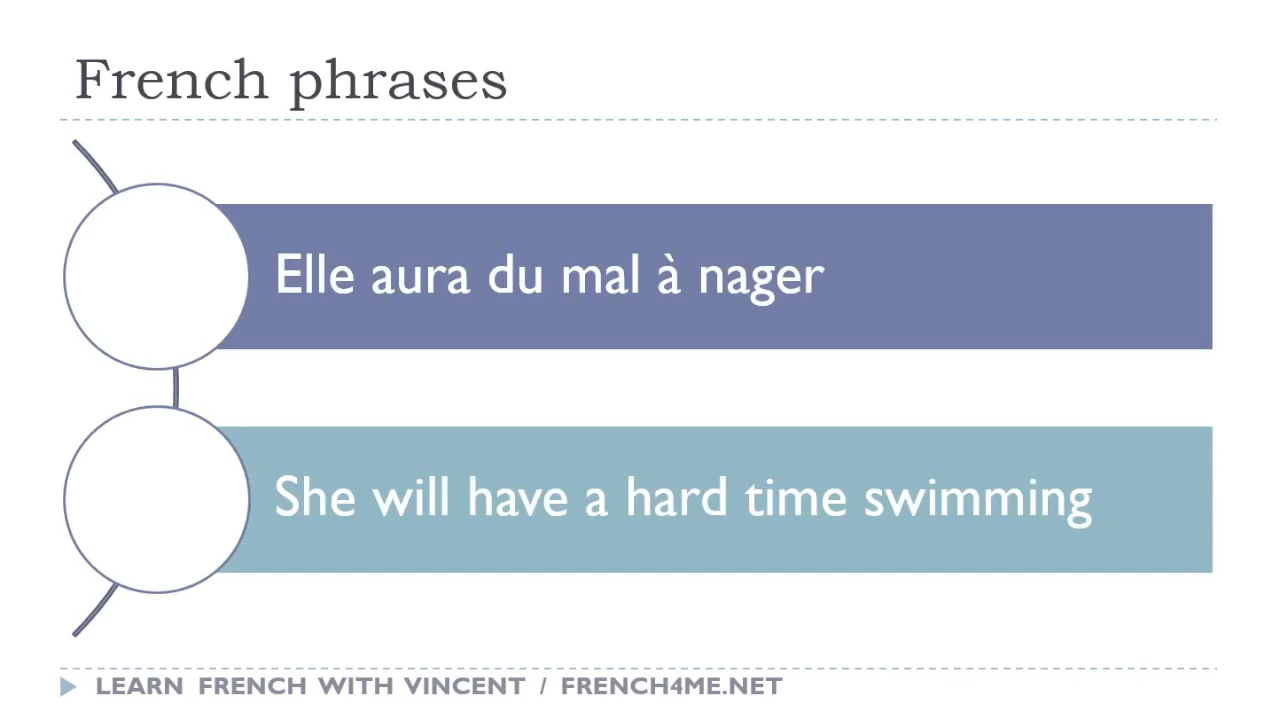 French phrases
Elle aura du mal à nager
She will have a hard time swimming
LEARN FRENCH WITH VINCENT / FRENCH4ME.NET